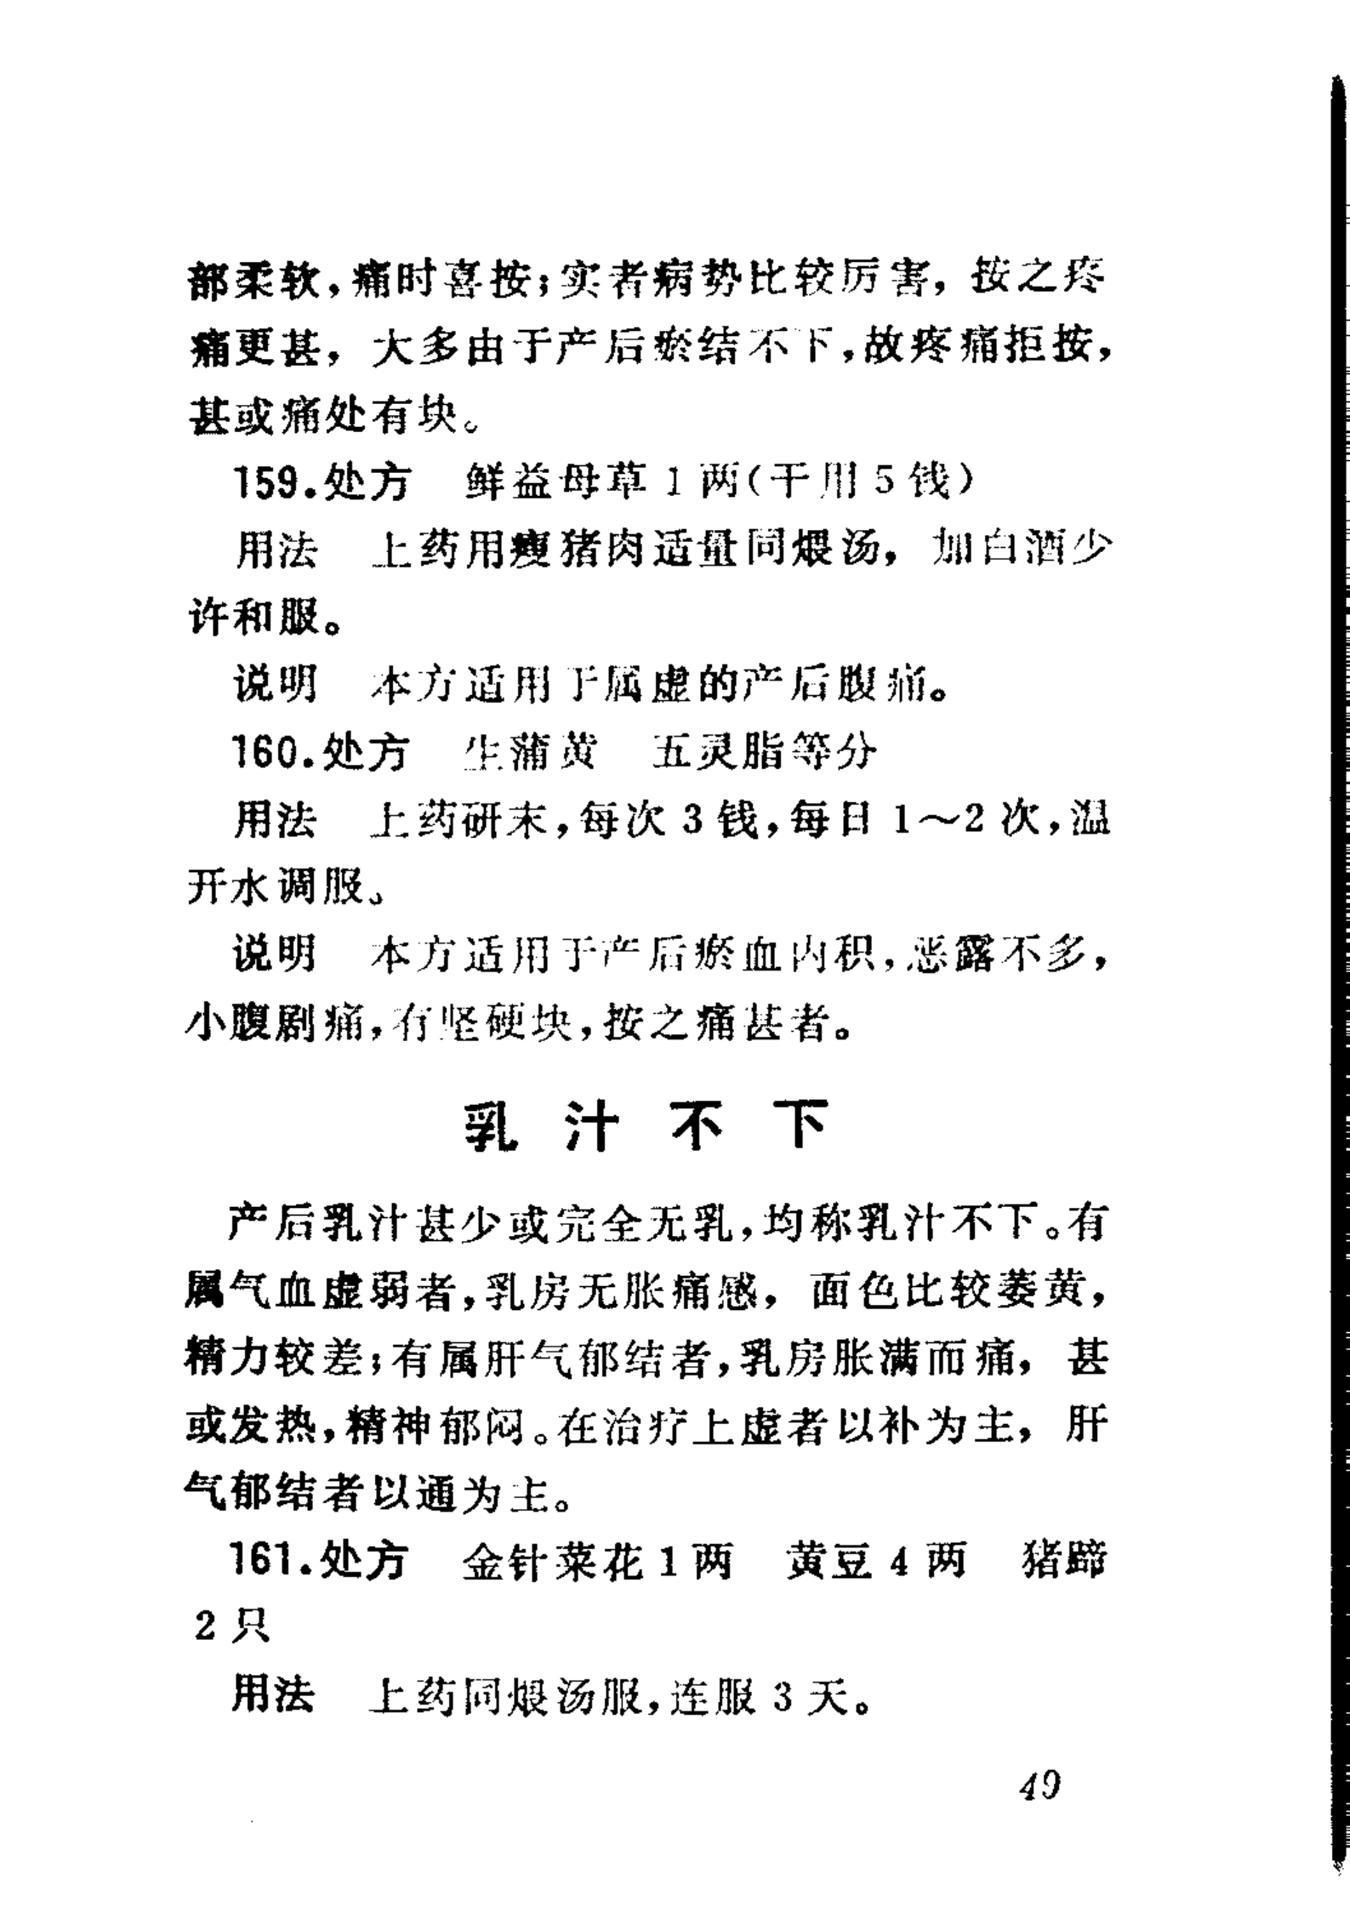 部柔软，痛时喜按；实者病势比较厉害，按之疼
痛更甚，大多由于产后瘀结不下，故疼痛拒按，
甚或痛处有块。
159.处方　鲜益母草1两（干用5钱）
用法　上药用瘦猪肉适量同煨汤，加白酒少
许和服。
说明　本方适用于属虚的产后腹痛。
160.处方　生蒲黄　五灵脂等分
用法　上药研末，每次3钱，每日1～2次，温
开水调服。
说明　本方适用于产后瘀血内积，恶露不多，
小腹剧痛，有坚硬块，按之痛甚者。
乳汁不下
产后乳汁甚少或完全无乳，均称乳汁不下。有
属气血虚弱者，乳房无胀痛感，面色比较萎黄，
精力较差；有属肝气郁结者，乳房胀满而痛，甚
或发热，精神郁闷。在治疗上虚者以补为主，肝
气郁结者以通为主。
161.处方　金针菜花1两　黄豆4两　猪蹄
2只
用法　上药同煨汤服，连服3天。
49